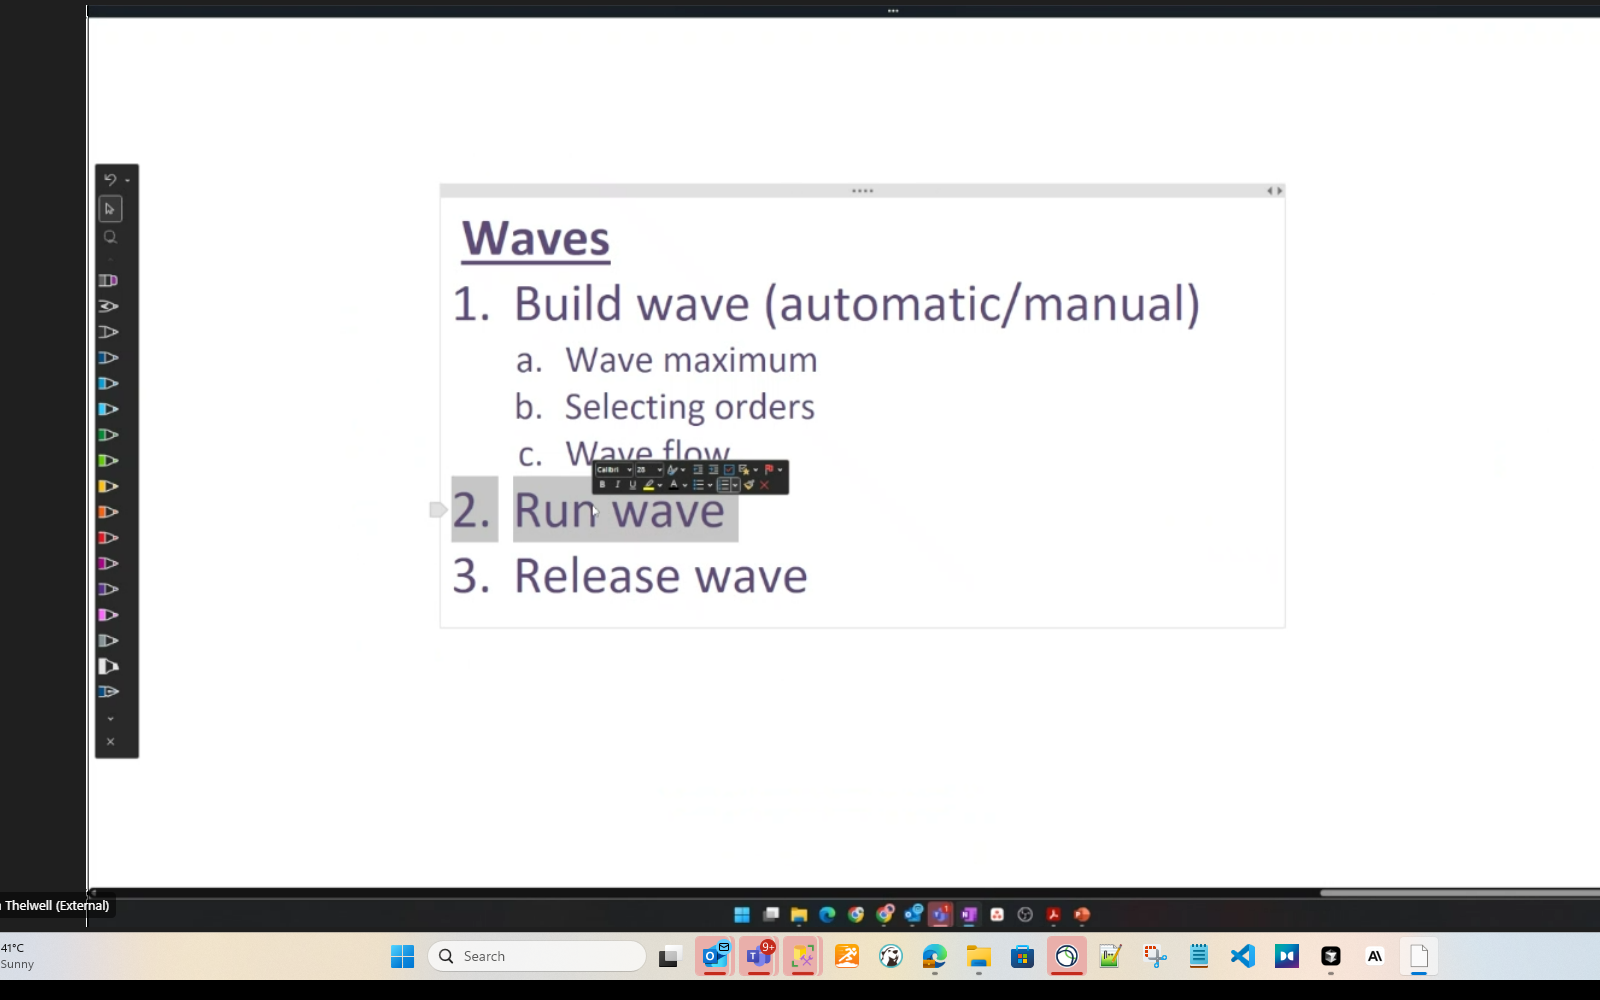 Waves
1. Build wave (automatic/manual)
a. Wave maximum
b. Selecting orders
c. Wave flow
Calibri 28
B I U A
2. Run wave
3. Release wave
Thelwell (External)
9+
41°C
Sunny
Search